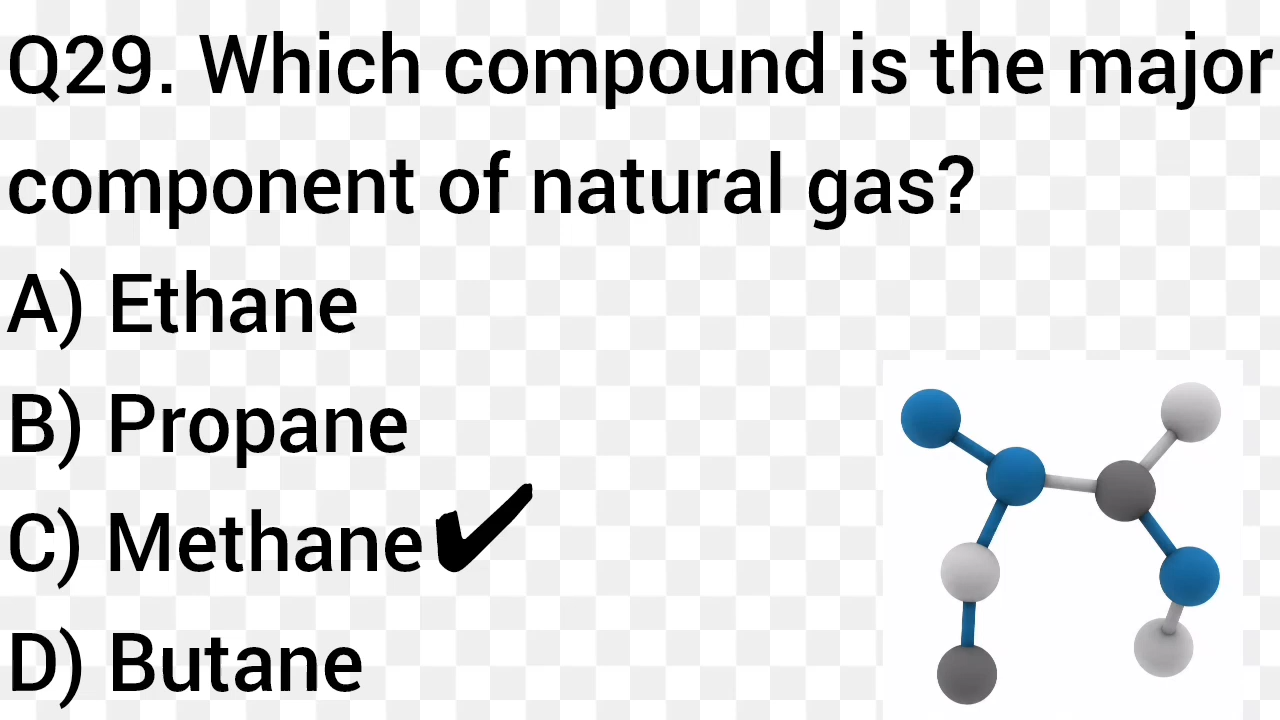 Q29. Which compound is the major
component of natural gas?
A) Ethane
B) Propane
C) Methane✔
D) Butane